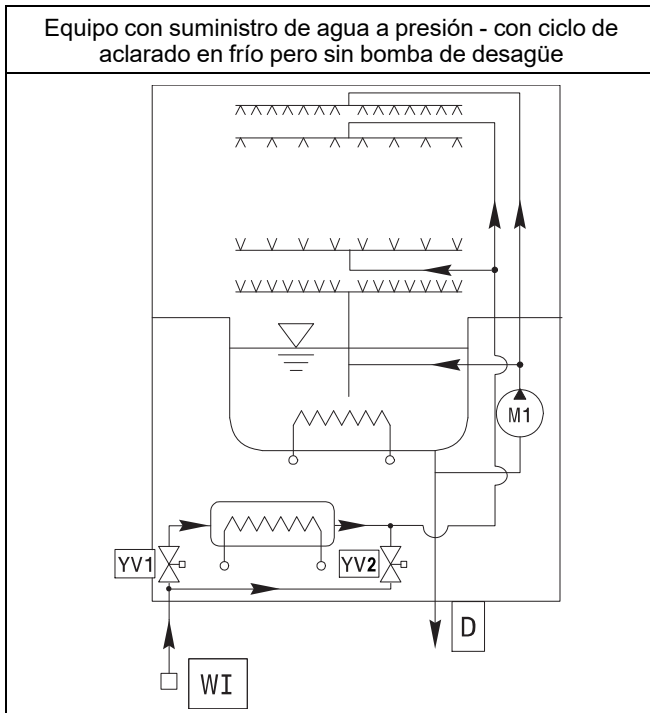 Equipo con suministro de agua a presión - con ciclo de
aclarado en frío pero sin bomba de desagüe
M1
YV1
YV2
D
WI